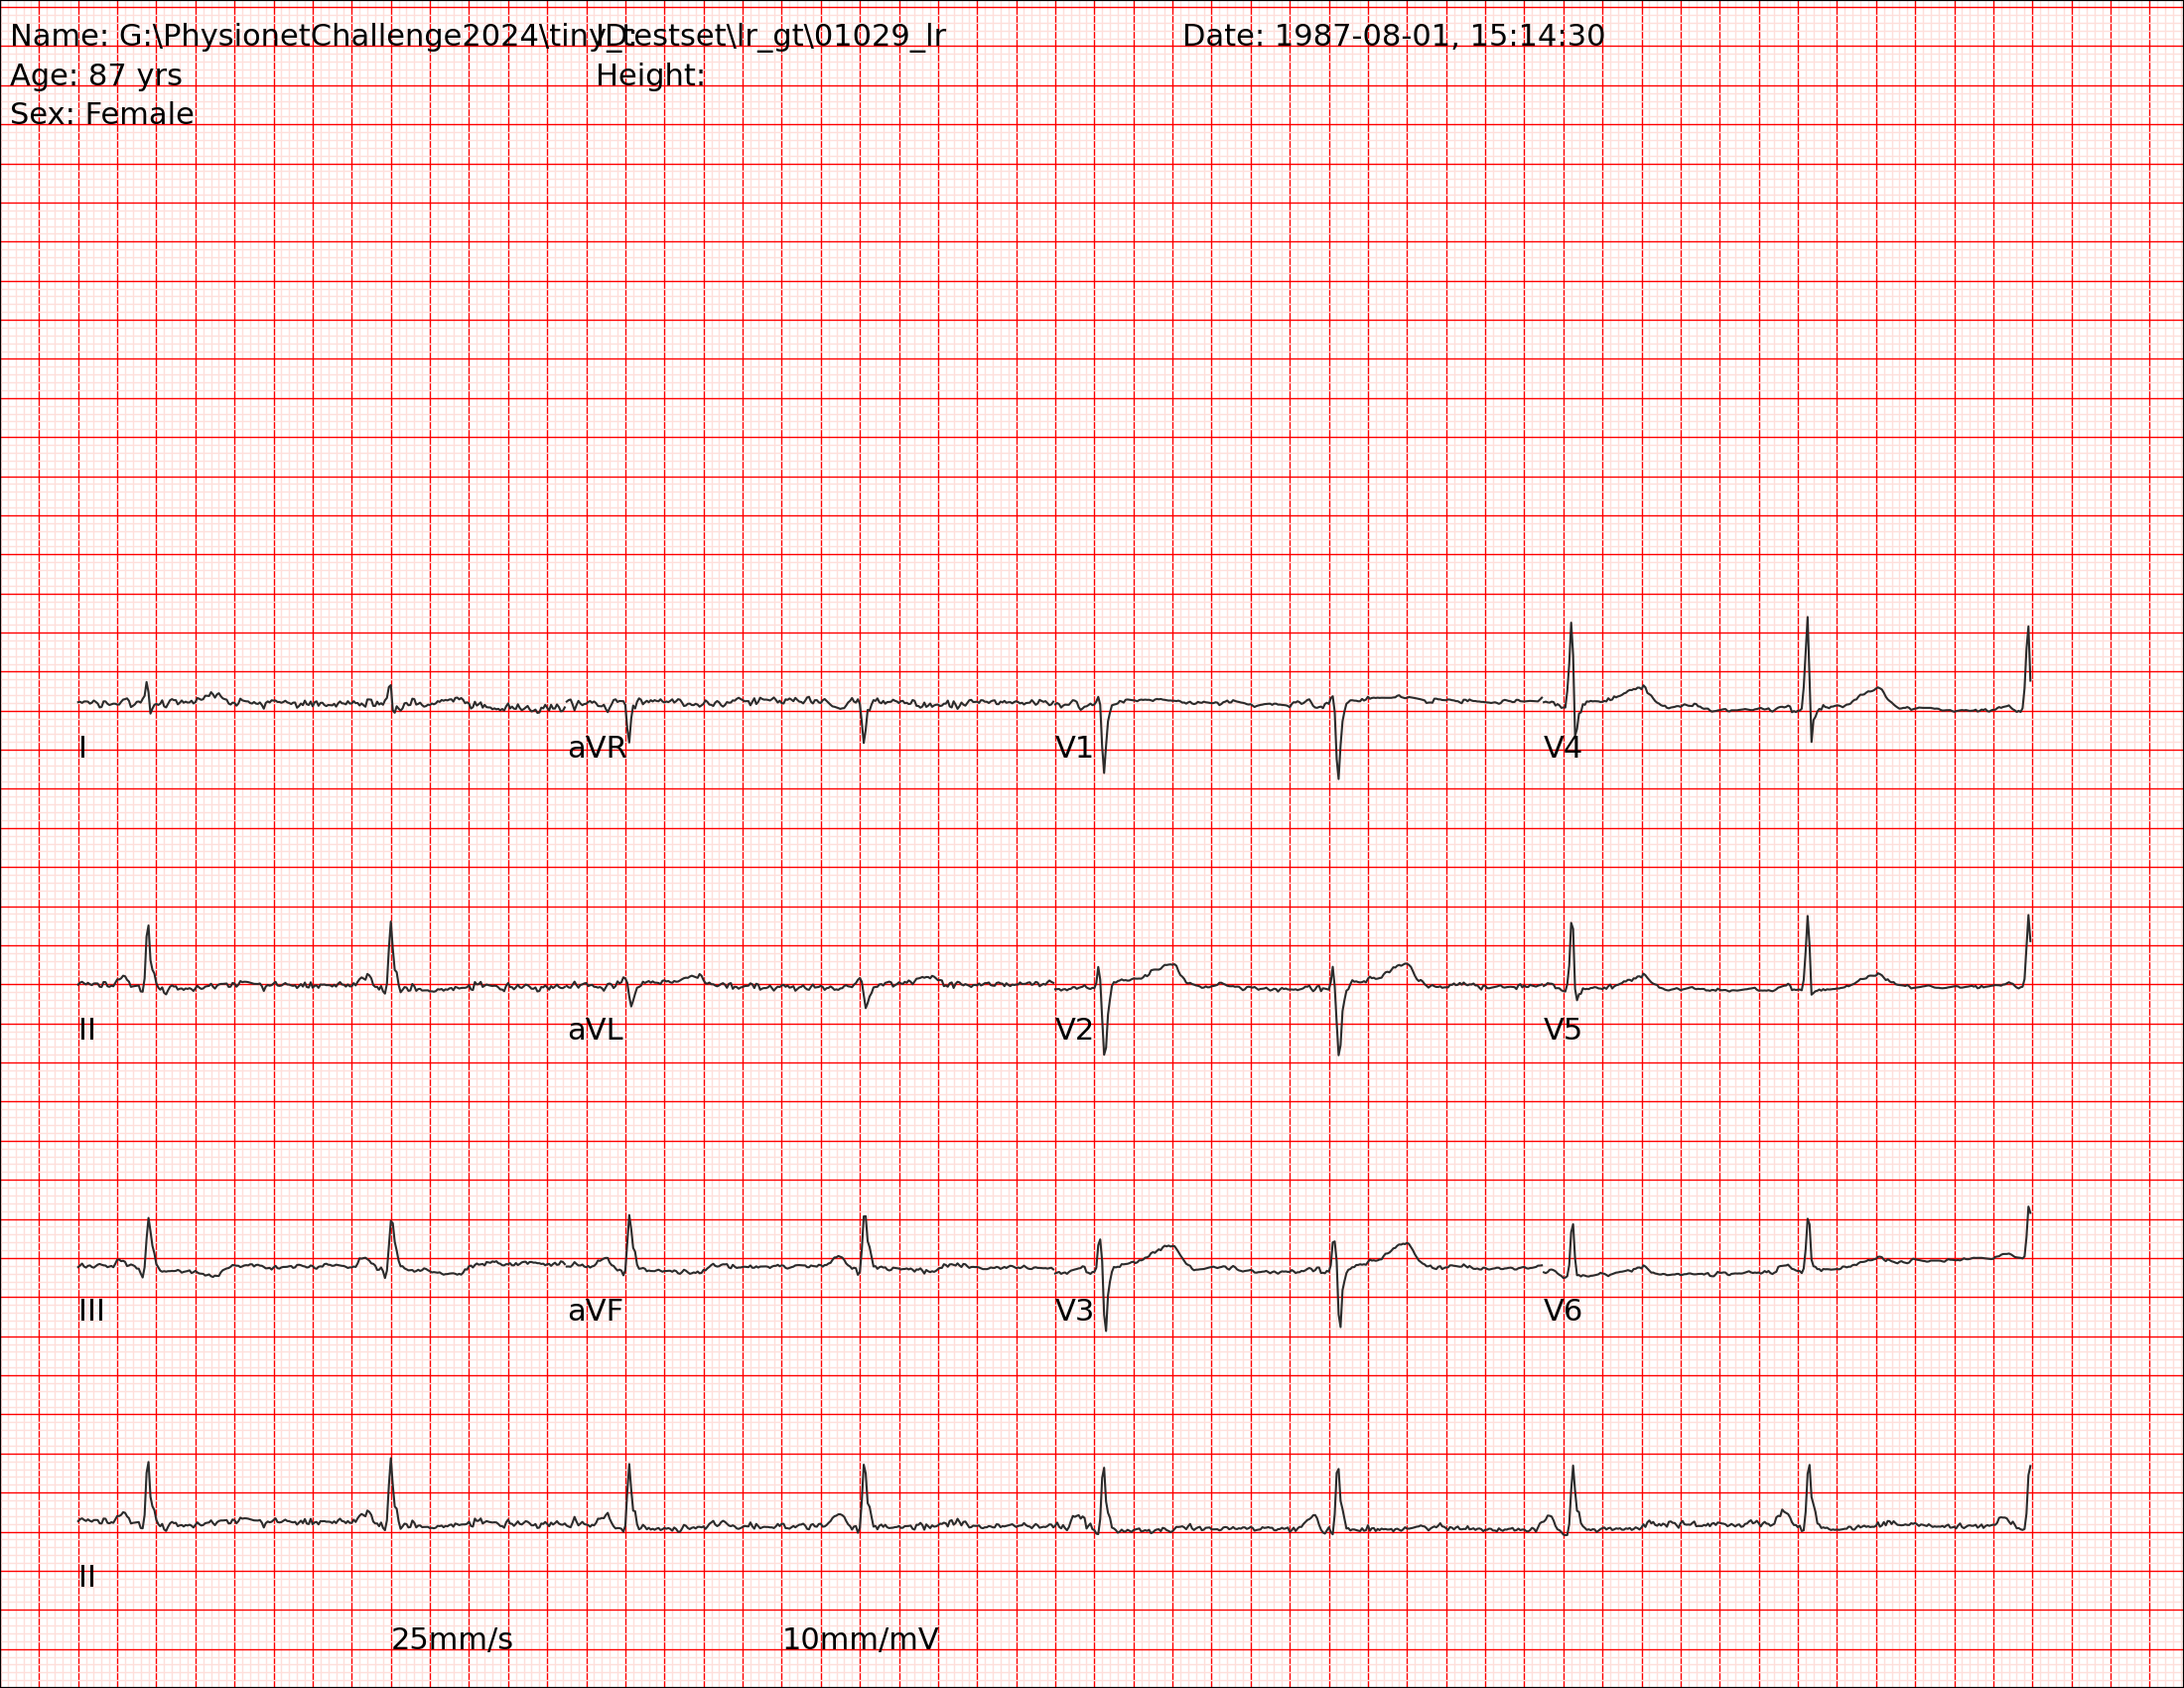 Name: G:\PhysionetChallenge2024\tiny_testset\lr_gt\01029_lr ID: Date: 1987-08-01, 15:14:30
Age: 87 yrs Height:
Sex: Female
I aVR V1 V4
II aVL V2 V5
III aVF V3 V6
II
25mm/s 10mm/mV